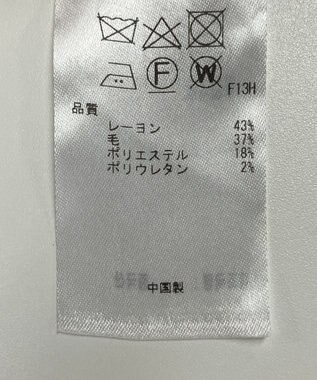 F
W
F13H
品質
レーヨン 43%
毛 37%
ポリエステル 18%
ポリウレタン 2%
中国製